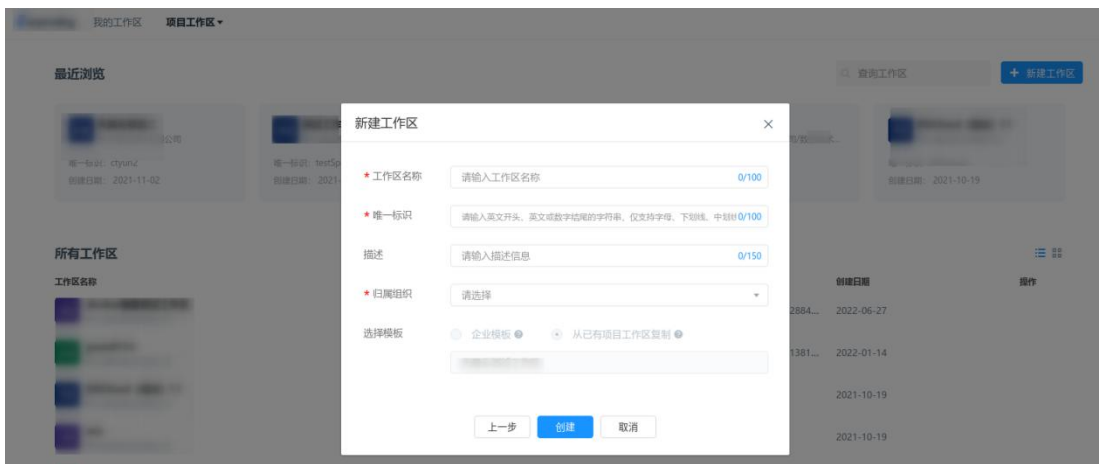 我的工作区 项目工作区
最近浏览 查询工作区 + 新建工作区
公司
唯一标识: ctyun2 唯一标识: testSp
创建日期: 2021-11-02 创建日期: 2021- 创建日期: 2021-10-19
新建工作区
* 工作区名称 请输入工作区名称 0/100
* 唯一标识 请输入英文开头、英文或数字结尾的字符串、仅支持字母、下划线、中划线 0/100
描述 请输入描述信息 0/150
* 归属组织 请选择
选择模板 企业模板 从已有项目工作区复制
上一步 创建 取消
所有工作区
工作区名称 创建日期 操作
2884... 2022-06-27
1381... 2022-01-14
2021-10-19
2021-10-19